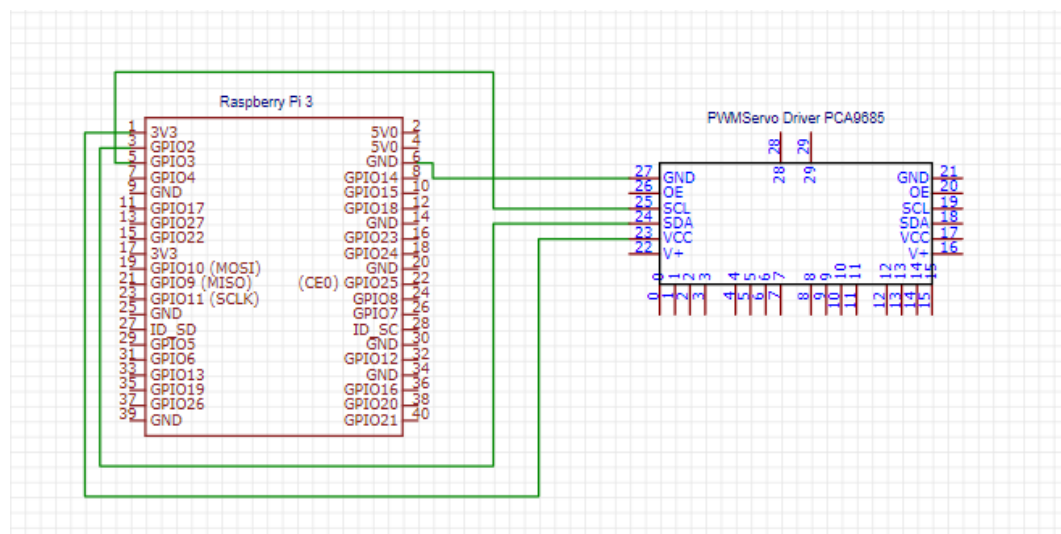 Raspberry Pi 3
1 3V3 5V0 2
3 GPIO2 5V0 4
5 GPIO3 GND 6
7 GPIO4 GPIO14 8
9 GND GPIO15 10
11 GPIO17 GPIO18 12
13 GPIO27 GND 14
15 GPIO22 GPIO23 16
17 3V3 GPIO24 18
19 GPIO10 (MOSI) GND 20
21 GPIO9 (MISO) (CE0) GPIO25 22
23 GPIO11 (SCLK) GPIO8 24
25 GND GPIO7 26
27 ID_SD ID_SC 28
29 GPIO5 GND 30
31 GPIO6 GPIO12 32
33 GPIO13 GND 34
35 GPIO19 GPIO16 36
37 GPIO26 GPIO20 38
39 GND GPIO21 40
PWMServo Driver PCA9685
28 29
28 29
27 GND GND 21
26 OE OE 20
25 SCL SCL 19
24 SDA SDA 18
23 VCC VCC 17
22 V+ V+ 16
0 1 2 3 4 5 6 7 8 9 10 11 12 13 14 15
0 1 2 3 4 5 6 7 8 9 10 11 12 13 14 15